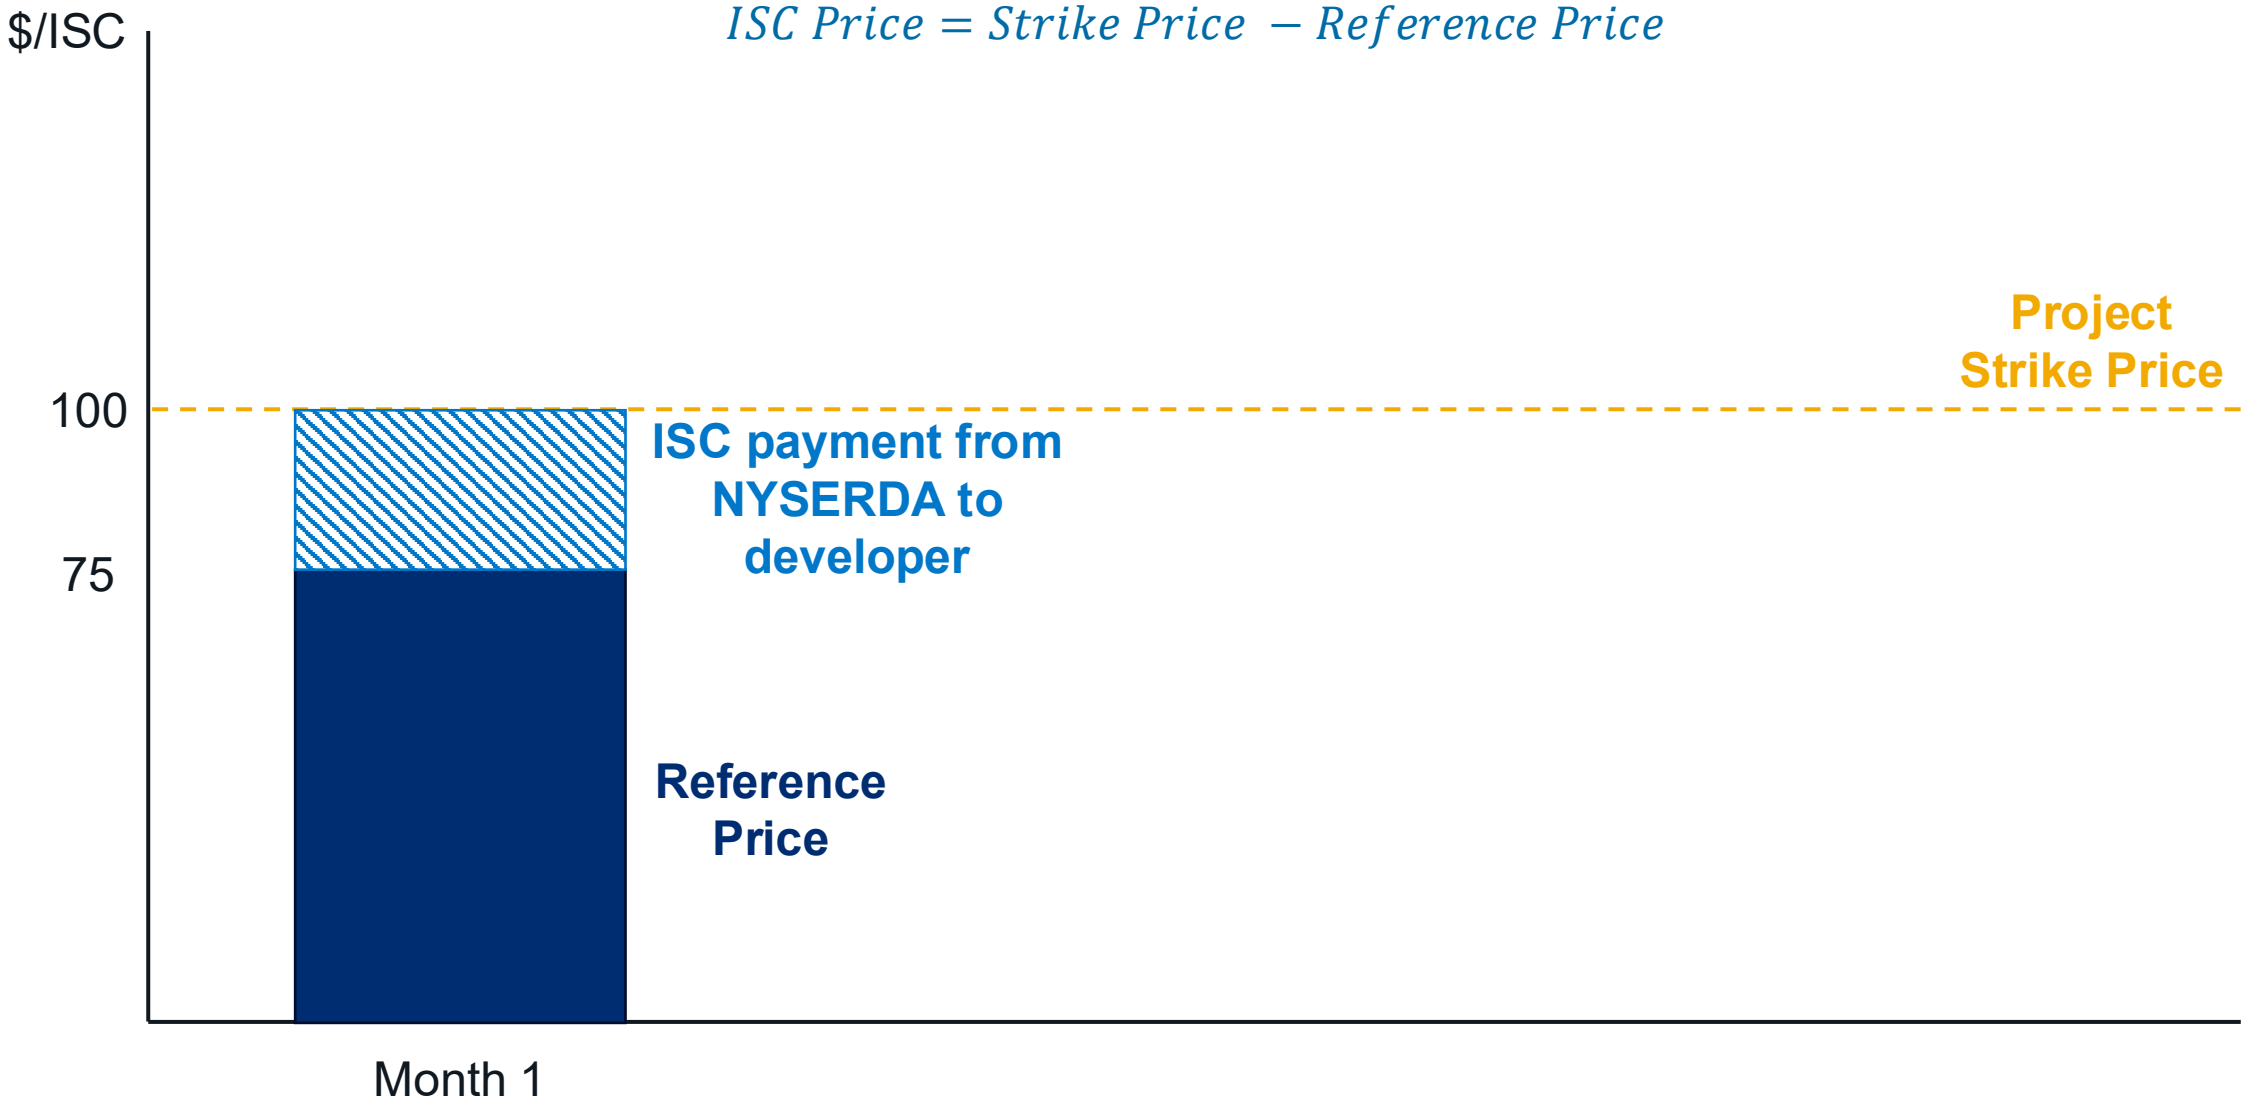 $/ISC
ISC Price = Strike Price − Reference Price
Project
Strike Price
100
ISC payment from
NYSERDA to
developer
75
Reference
Price
Month 1